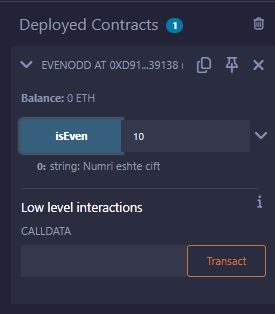 Deployed Contracts 1
EVENODD AT 0XD91...39138 (
Balance: 0 ETH
isEven 10
0: string: Numri eshte cift
Low level interactions
i
CALLDATA
Transact